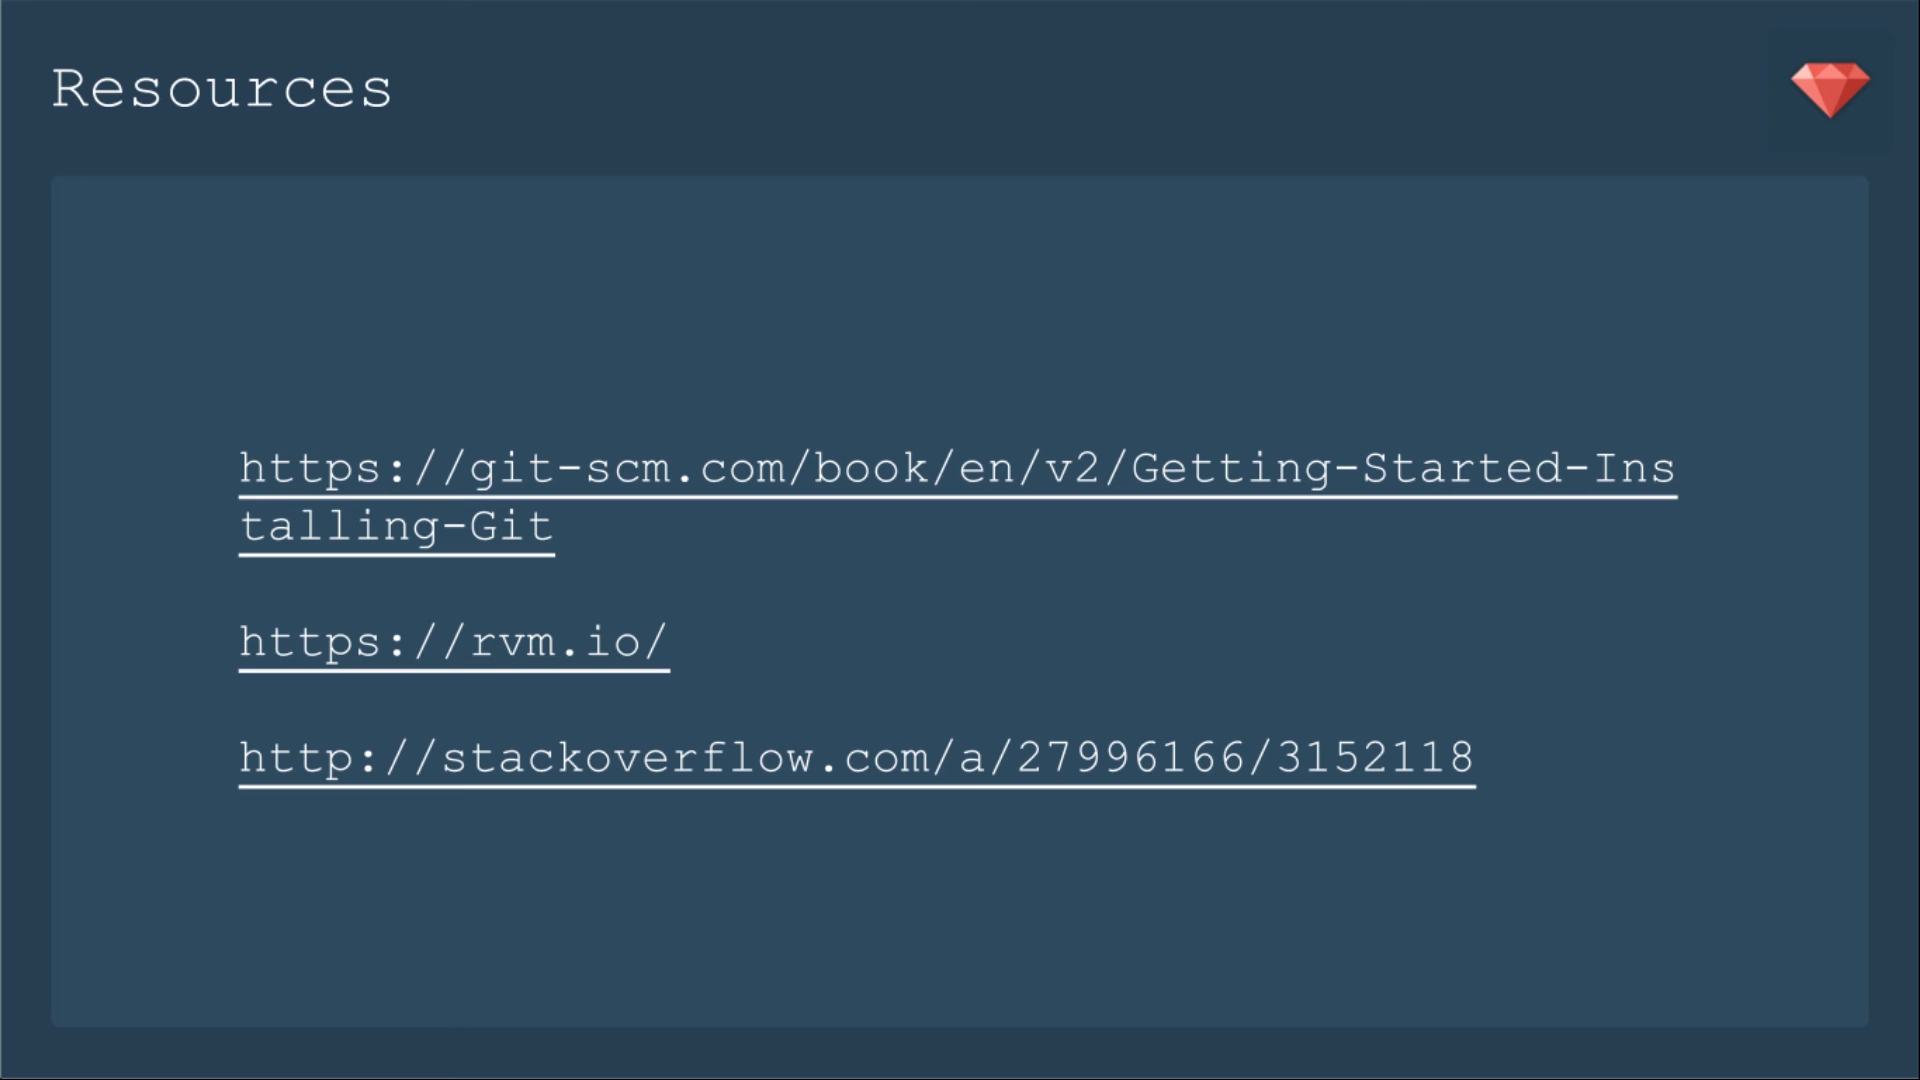 Resources
https://git-scm.com/book/en/v2/Getting-Started-Ins
talling-Git
https://rvm.io/
http://stackoverflow.com/a/27996166/3152118